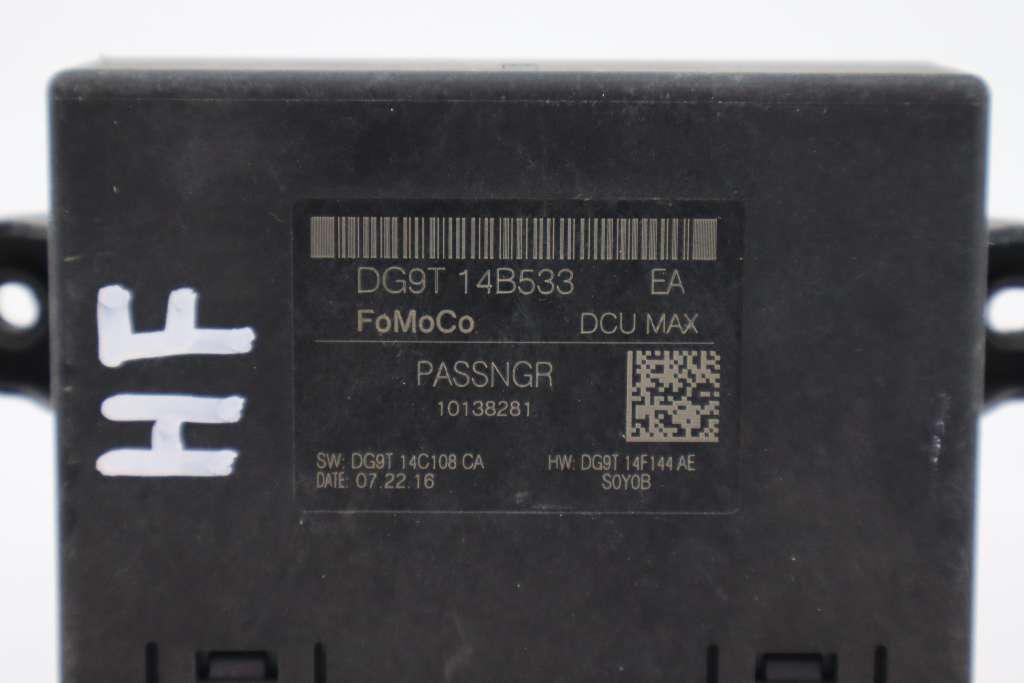 DG9T 14B533 EA
FoMoCo DCU MAX
PASSNGR
10138281
SW: DG9T 14C108 CA HW: DG9T 14F144 AE
DATE: 07.22.16 S0Y0B
HF